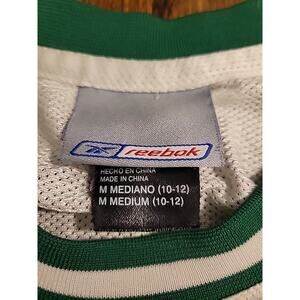 Reebok
HECHO EN CHINA
MADE IN CHINA
M MEDIANO (10-12)
M MEDIUM (10-12)